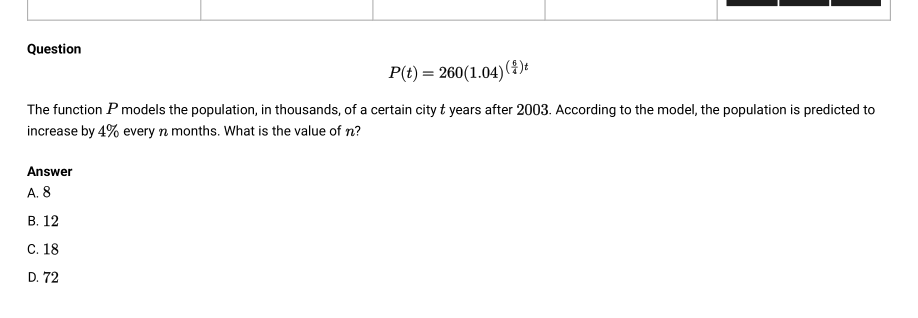 Question
P(t) = 260(1.04)^{(\frac{6}{4})t}
The function P models the population, in thousands, of a certain city t years after 2003. According to the model, the population is predicted to
increase by 4% every n months. What is the value of n?
Answer
A. 8
B. 12
C. 18
D. 72